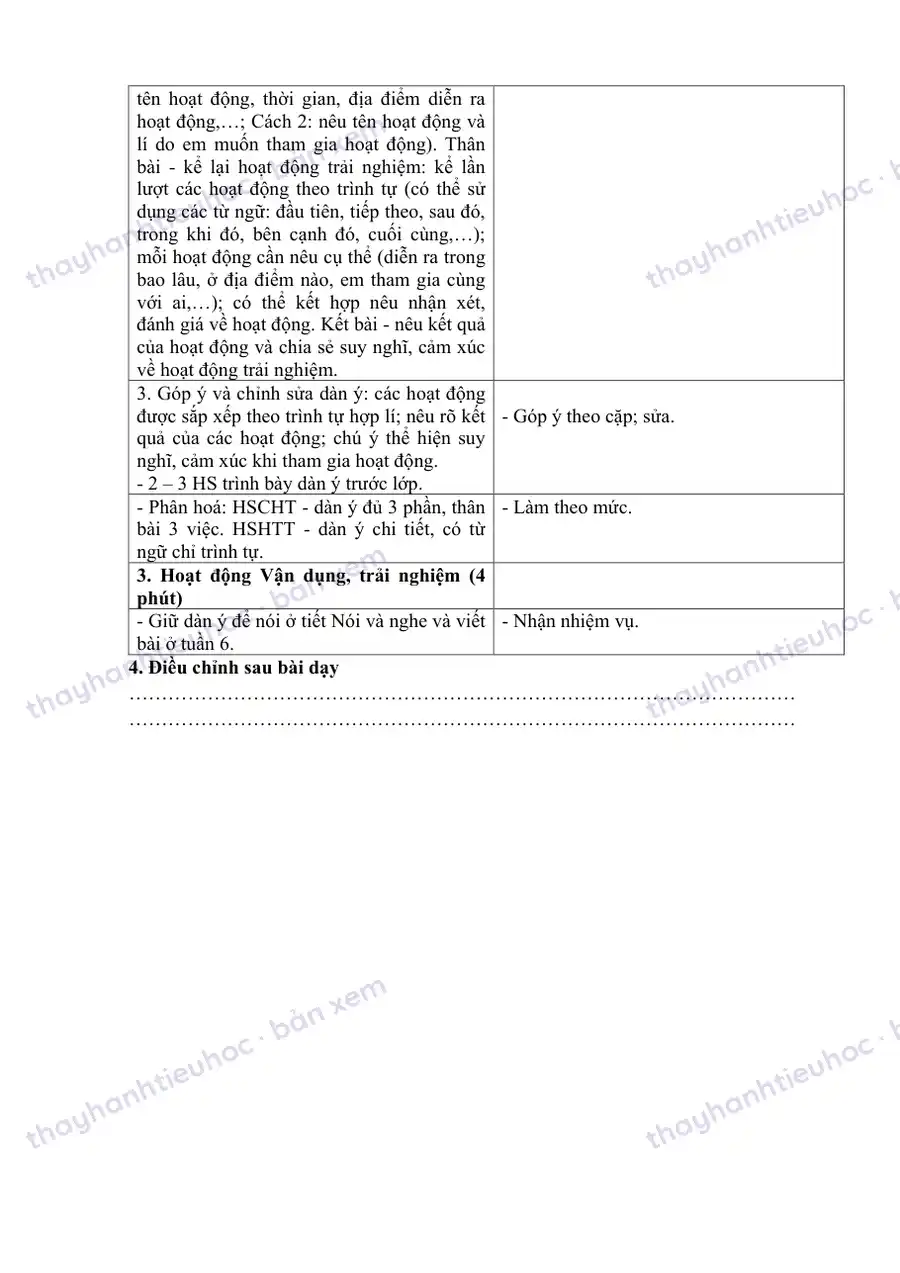 tên hoạt động, thời gian, địa điểm diễn ra
hoạt động,…; Cách 2: nêu tên hoạt động và
lí do em muốn tham gia hoạt động). Thân
bài - kể lại hoạt động trải nghiệm: kể lần
lượt các hoạt động theo trình tự (có thể sử
dụng các từ ngữ: đầu tiên, tiếp theo, sau đó,
trong khi đó, bên cạnh đó, cuối cùng,…);
mỗi hoạt động cần nêu cụ thể (diễn ra trong
bao lâu, ở địa điểm nào, em tham gia cùng
với ai,…); có thể kết hợp nêu nhận xét,
đánh giá về hoạt động. Kết bài - nêu kết quả
của hoạt động và chia sẻ suy nghĩ, cảm xúc
về hoạt động trải nghiệm.
3. Góp ý và chỉnh sửa dàn ý: các hoạt động
được sắp xếp theo trình tự hợp lí; nêu rõ kết
quả của các hoạt động; chú ý thể hiện suy
nghĩ, cảm xúc khi tham gia hoạt động.
- 2 – 3 HS trình bày dàn ý trước lớp.
- Góp ý theo cặp; sửa.
- Phân hoá: HSCHT - dàn ý đủ 3 phần, thân
bài 3 việc. HSHTT - dàn ý chi tiết, có từ
ngữ chỉ trình tự.
- Làm theo mức.
3. Hoạt động Vận dụng, trải nghiệm (4
phút)
- Giữ dàn ý để nói ở tiết Nói và nghe và viết
bài ở tuần 6.
- Nhận nhiệm vụ.
4. Điều chỉnh sau bài dạy
…………………………………………………………………………………………
…………………………………………………………………………………………
thayhanhtieuhoc · bản xem
thayhanhtieuhoc · b
thayhanhtieuhoc · bản xem
thayhanhtieuhoc · b
thayhanhtieuhoc · bản xem
thayhanhtieuhoc · b